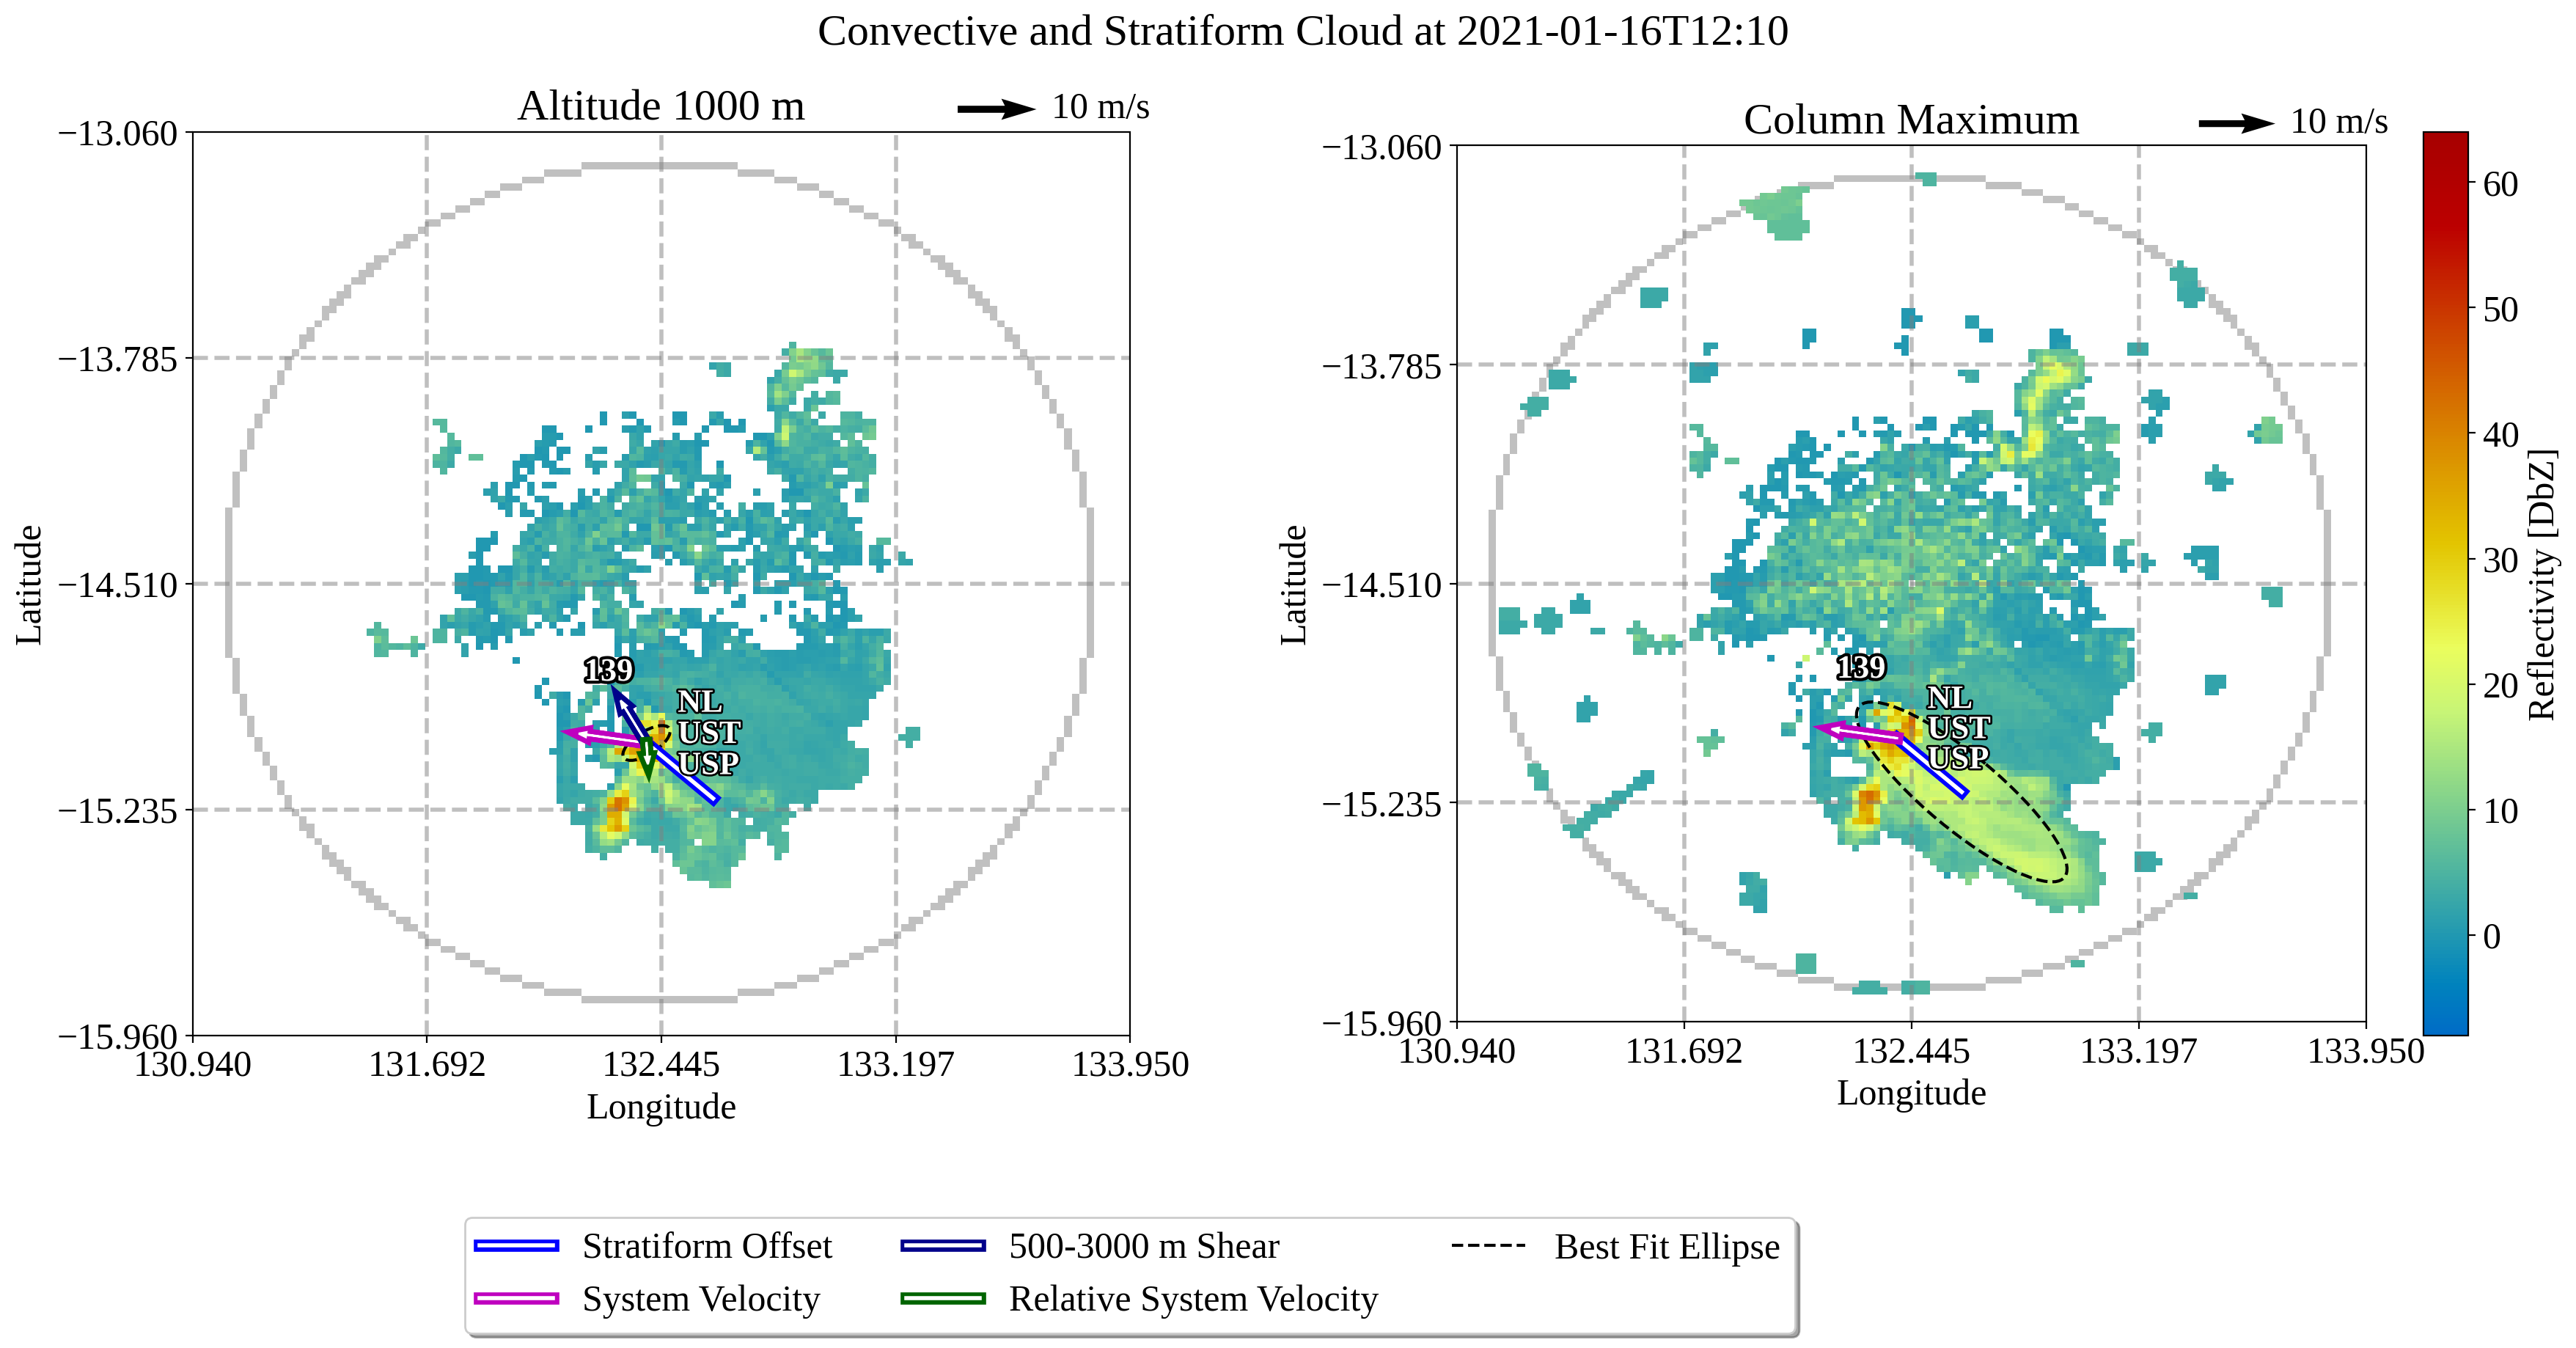 Convective and Stratiform Cloud at 2021-01-16T12:10
Altitude 1000 m
10 m/s
−13.060
−13.785
−14.510
−15.235
−15.960
Latitude
130.940
131.692
132.445
133.197
133.950
Longitude
139
NL
UST
USP
Column Maximum
10 m/s
−13.060
−13.785
−14.510
−15.235
−15.960
Latitude
130.940
131.692
132.445
133.197
133.950
Longitude
139
NL
UST
USP
60
50
40
30
20
10
0
Reflectivity [DbZ]
Stratiform Offset
500-3000 m Shear
Best Fit Ellipse
System Velocity
Relative System Velocity